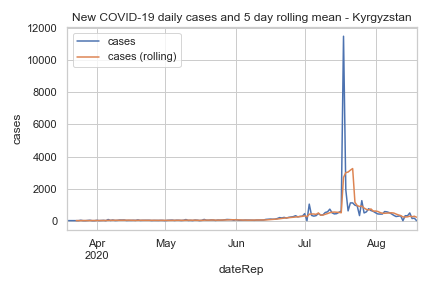 New COVID-19 daily cases and 5 day rolling mean - Kyrgyzstan
12000
cases
cases (rolling)
10000
8000
6000
4000
2000
0
cases
Apr
2020
May
Jun
Jul
Aug
dateRep